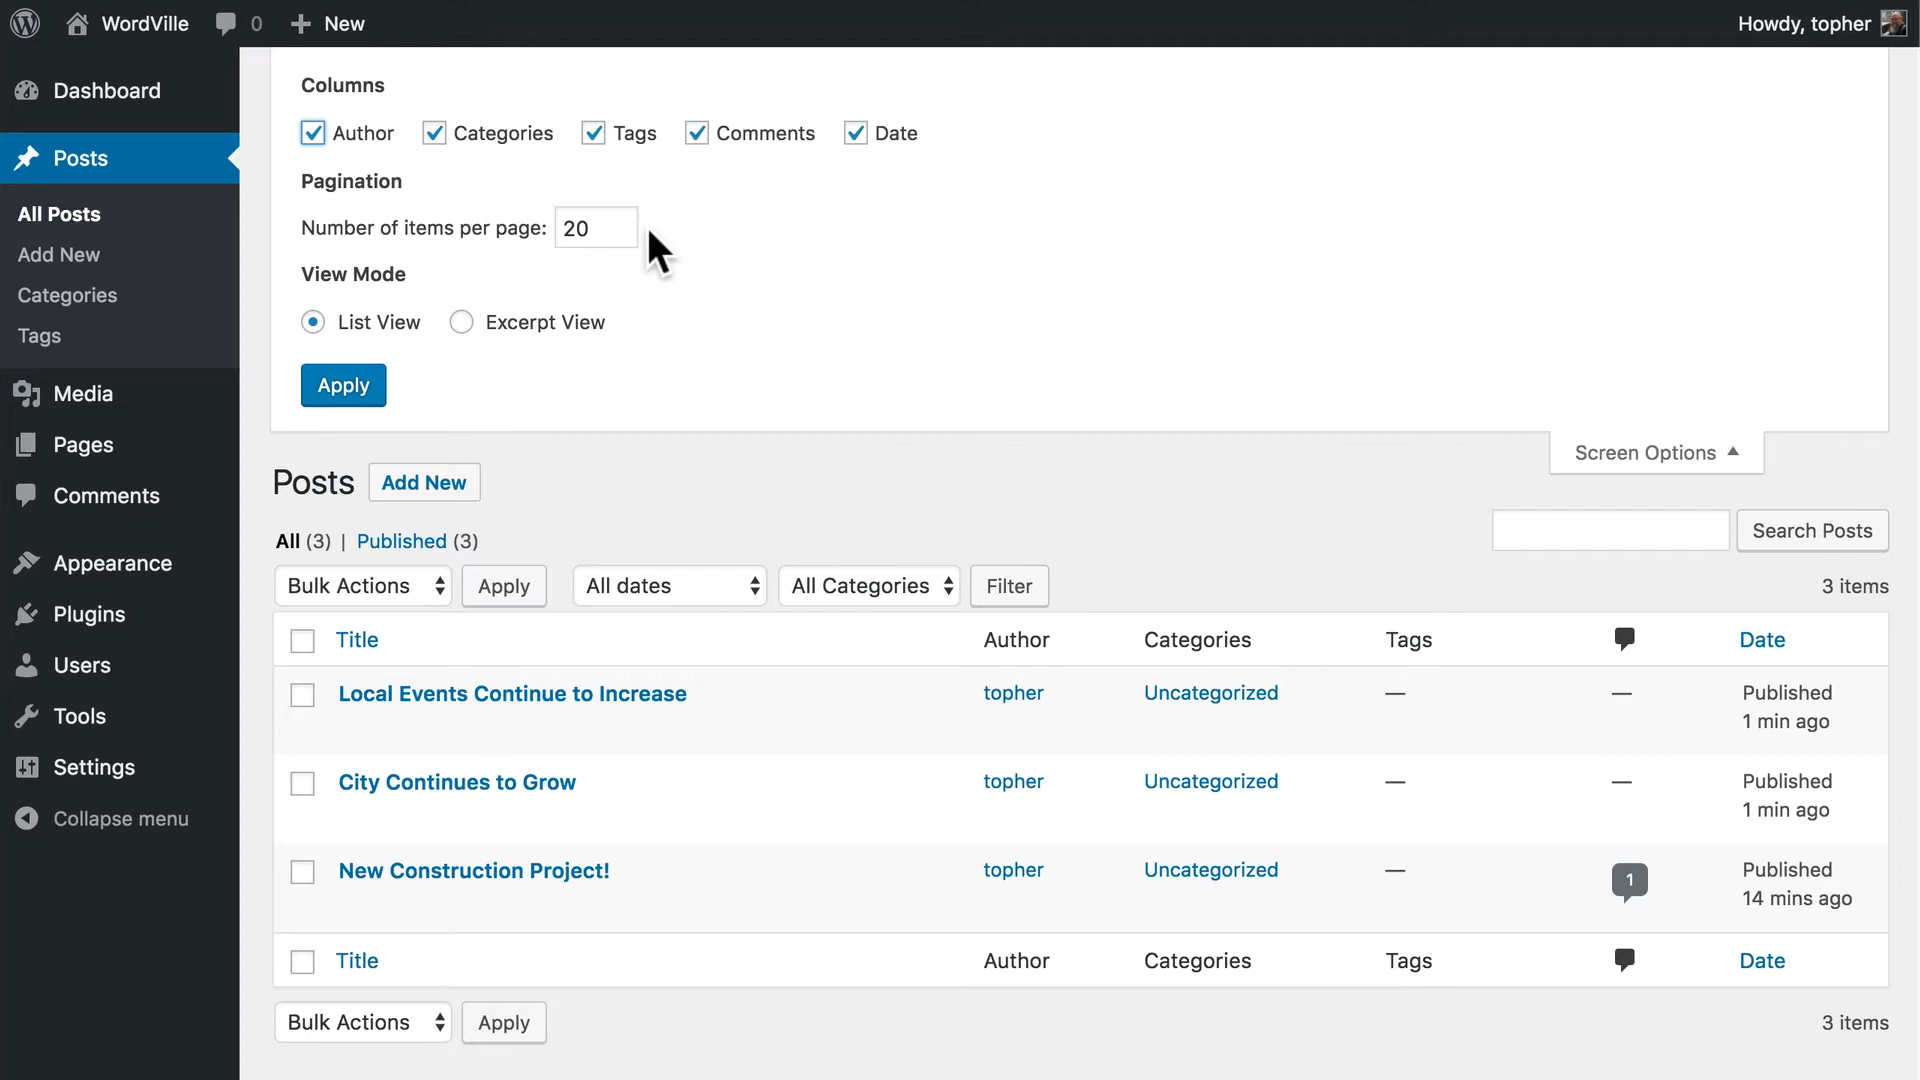 WordVille 0 New Howdy, topher
Dashboard
Posts
All Posts
Add New
Categories
Tags
Media
Pages
Comments
Appearance
Plugins
Users
Tools
Settings
Collapse menu
Columns
Author Categories Tags Comments Date
Pagination
Number of items per page: 20
View Mode
List View Excerpt View
Apply
Screen Options
Posts Add New
Search Posts
All (3) | Published (3)
Bulk Actions Apply All dates All Categories Filter 3 items
Title Author Categories Tags Date
Local Events Continue to Increase topher Uncategorized — — Published
1 min ago
City Continues to Grow topher Uncategorized — — Published
1 min ago
New Construction Project! topher Uncategorized — 1 Published
14 mins ago
Title Author Categories Tags Date
Bulk Actions Apply 3 items